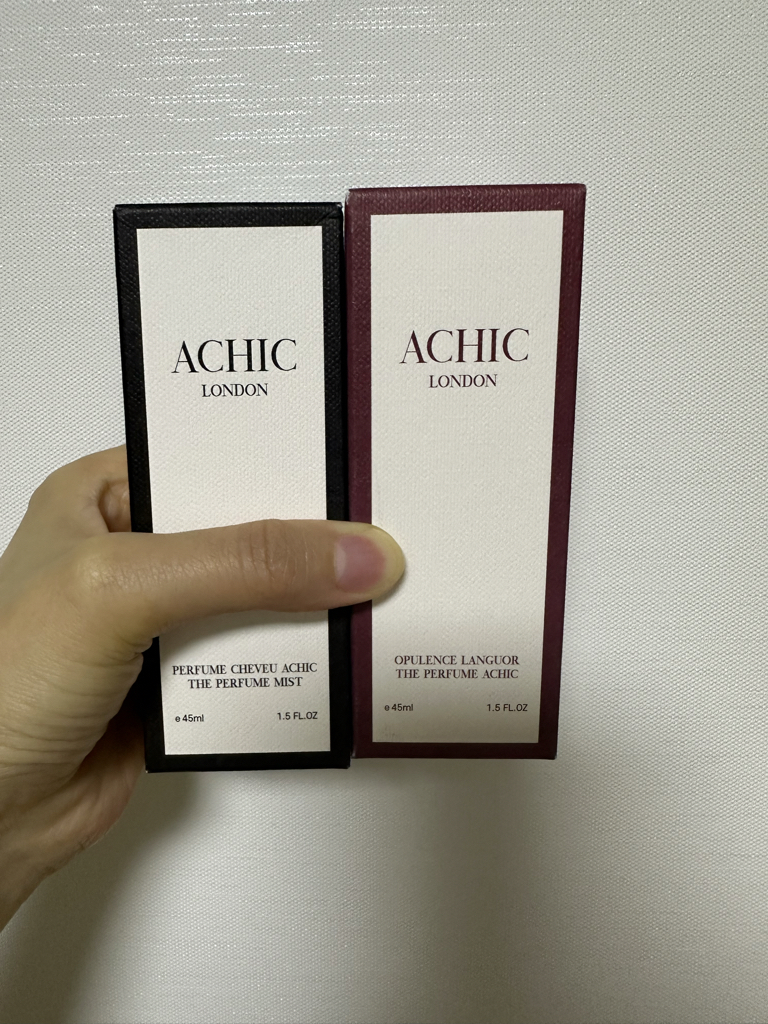 ACHIC
LONDON
PERFUME CHEVEU ACHIC
THE PERFUME MIST
e 45ml 1.5 FL.OZ
ACHIC
LONDON
OPULENCE LANGUOR
THE PERFUME ACHIC
e 45ml 1.5 FL.OZ